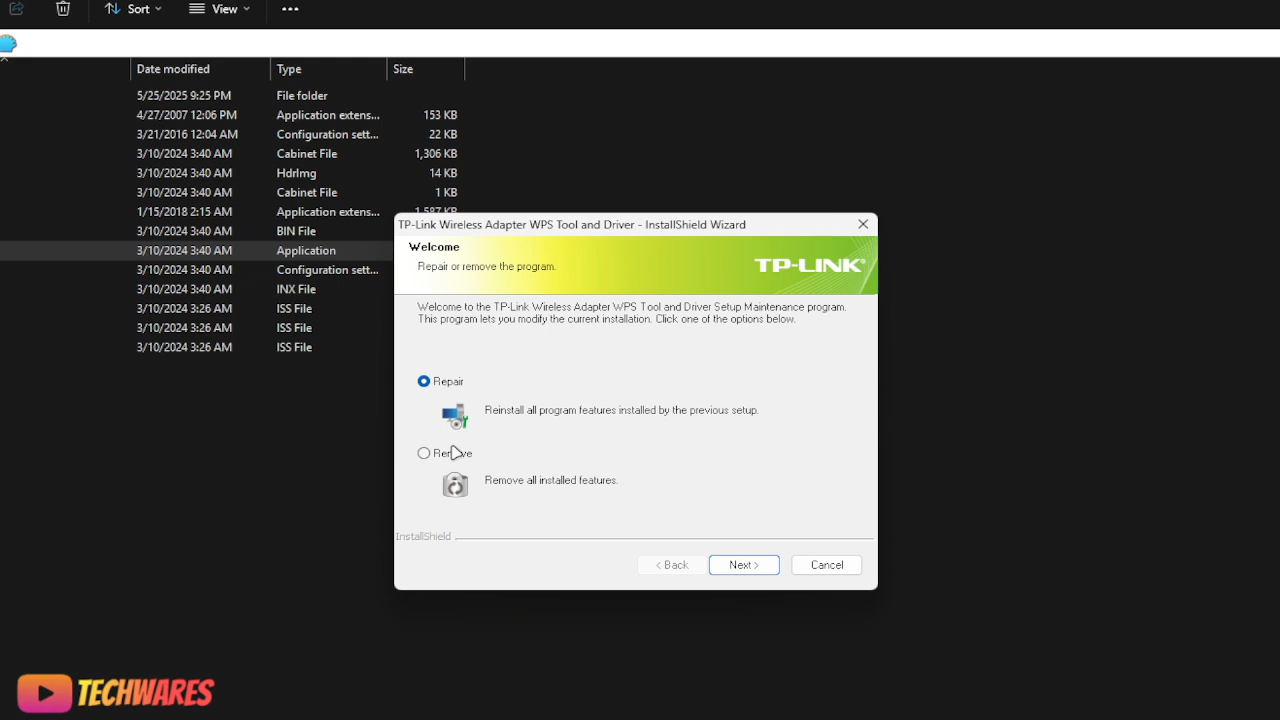 Sort View
Date modified Type Size
5/25/2025 9:25 PM File folder
4/27/2007 12:06 PM Application extens... 153 KB
3/21/2016 12:04 AM Configuration sett... 22 KB
3/10/2024 3:40 AM Cabinet File 1,306 KB
3/10/2024 3:40 AM HdrImg 14 KB
3/10/2024 3:40 AM Cabinet File 1 KB
1/15/2018 2:15 AM Application extens... 1,587 KB
3/10/2024 3:40 AM BIN File
3/10/2024 3:40 AM Application
3/10/2024 3:40 AM Configuration sett...
3/10/2024 3:40 AM INX File
3/10/2024 3:26 AM ISS File
3/10/2024 3:26 AM ISS File
3/10/2024 3:26 AM ISS File
TP-Link Wireless Adapter WPS Tool and Driver - InstallShield Wizard
Welcome
Repair or remove the program.
TP-LINK®
Welcome to the TP-Link Wireless Adapter WPS Tool and Driver Setup Maintenance program.
This program lets you modify the current installation. Click one of the options below.
Repair
Reinstall all program features installed by the previous setup.
Remove
Remove all installed features.
InstallShield
< Back Next > Cancel
TECHWARES